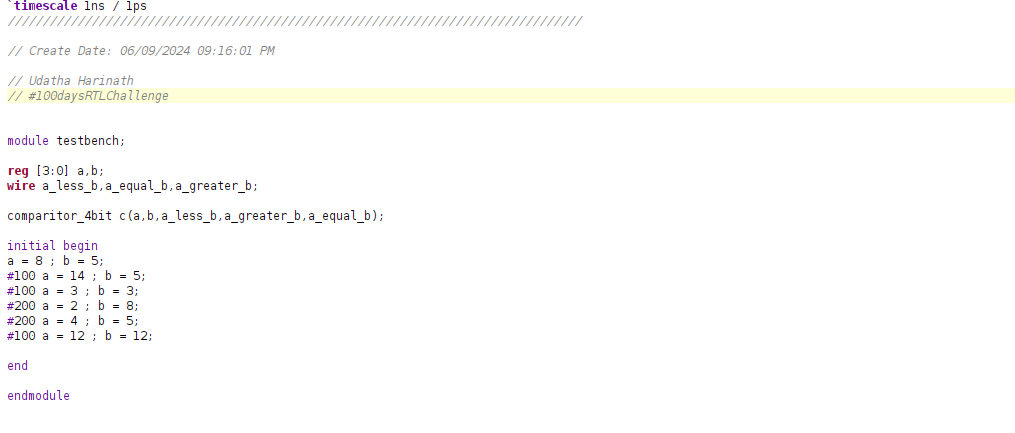 `timescale 1ns / 1ps
//////////////////////////////////////////////////////////////////////////////////
// Create Date: 06/09/2024 09:16:01 PM
// Udatha Harinath
// #100daysRTLChallenge
module testbench;
reg [3:0] a,b;
wire a_less_b,a_equal_b,a_greater_b;
comparitor_4bit c(a,b,a_less_b,a_greater_b,a_equal_b);
initial begin
a = 8 ; b = 5;
#100 a = 14 ; b = 5;
#100 a = 3 ; b = 3;
#200 a = 2 ; b = 8;
#200 a = 4 ; b = 5;
#100 a = 12 ; b = 12;
end
endmodule